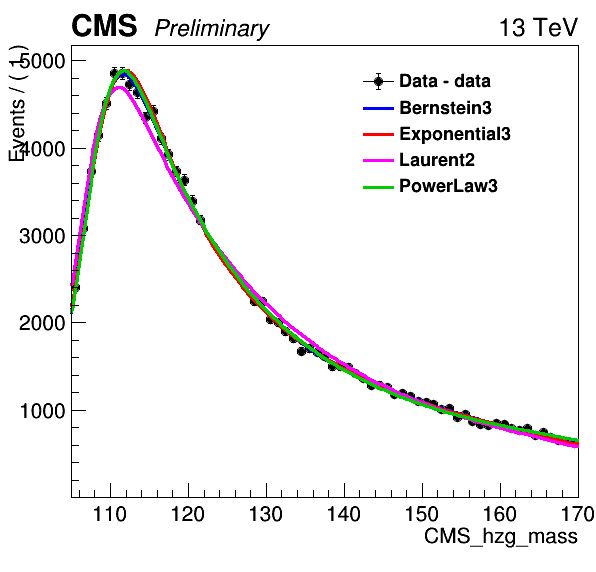 CMS Preliminary 13 TeV
Events / ( 1 )
5000
4000
3000
2000
1000
Data - data
Bernstein3
Exponential3
Laurent2
PowerLaw3
110 120 130 140 150 160 170
CMS_hzg_mass